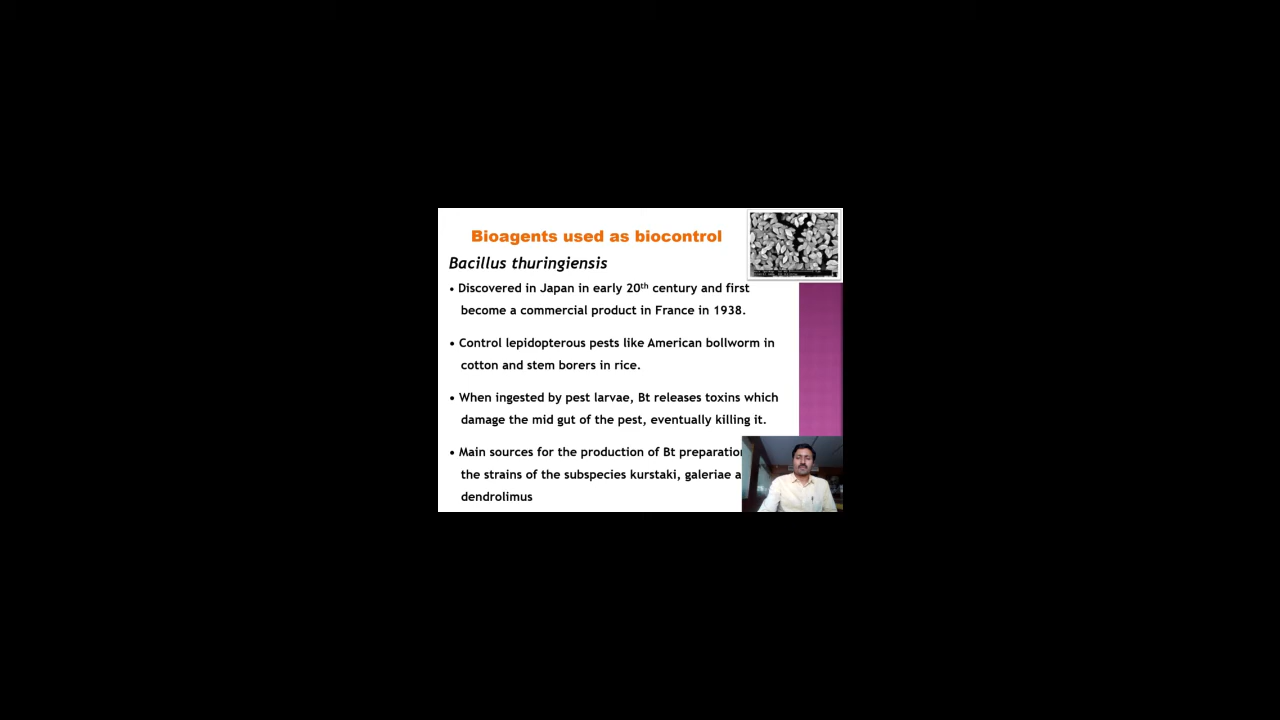 Bioagents used as biocontrol
Bacillus thuringiensis
• Discovered in Japan in early 20th century and first
become a commercial product in France in 1938.
• Control lepidopterous pests like American bollworm in
cotton and stem borers in rice.
• When ingested by pest larvae, Bt releases toxins which
damage the mid gut of the pest, eventually killing it.
• Main sources for the production of Bt preparation
the strains of the subspecies kurstaki, galeriae a
dendrolimus